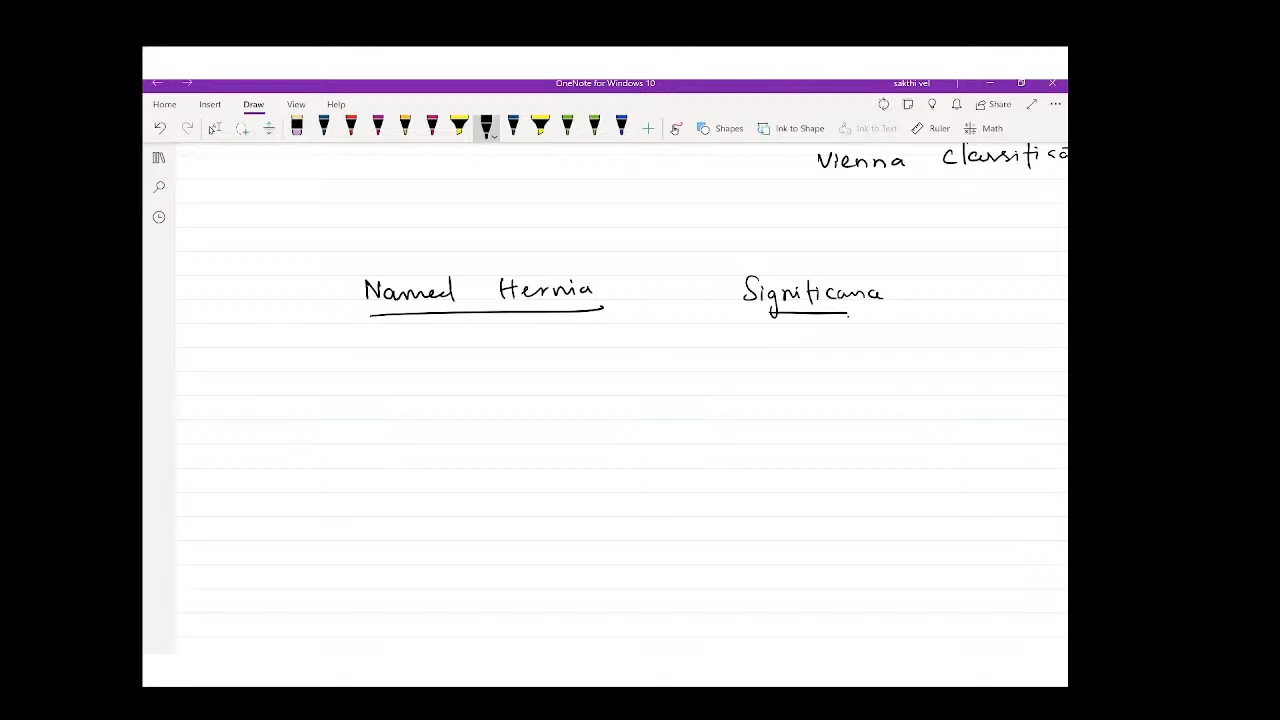 OneNote for Windows 10
sakthi vel
Home Insert Draw View Help
Share
Shapes Ink to Shape Ink to Text Ruler Math
Vienna Classifica
Named Hernia Significance